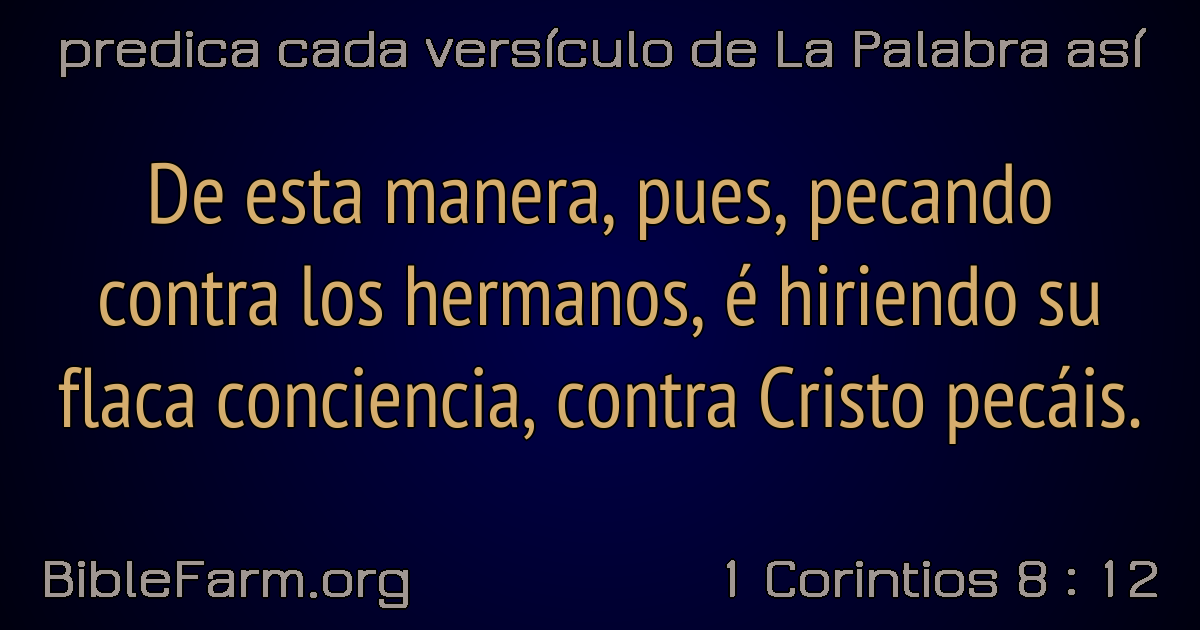 predica cada versículo de La Palabra así
De esta manera, pues, pecando
contra los hermanos, é hiriendo su
flaca conciencia, contra Cristo pecáis.
BibleFarm.org
1 Corintios 8 : 12